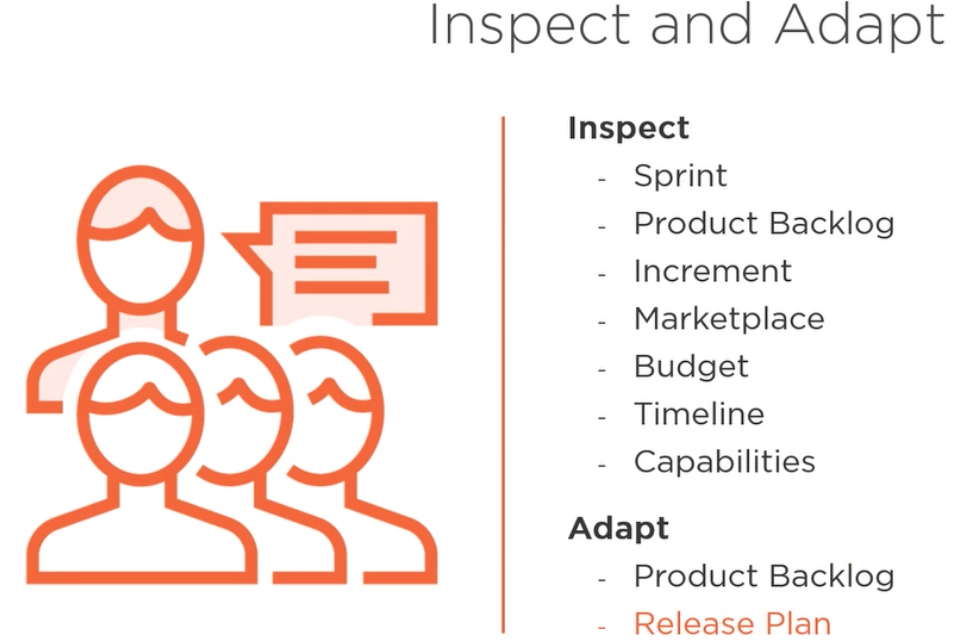 Inspect and Adapt
Inspect
- Sprint
- Product Backlog
- Increment
- Marketplace
- Budget
- Timeline
- Capabilities
Adapt
- Product Backlog
- Release Plan